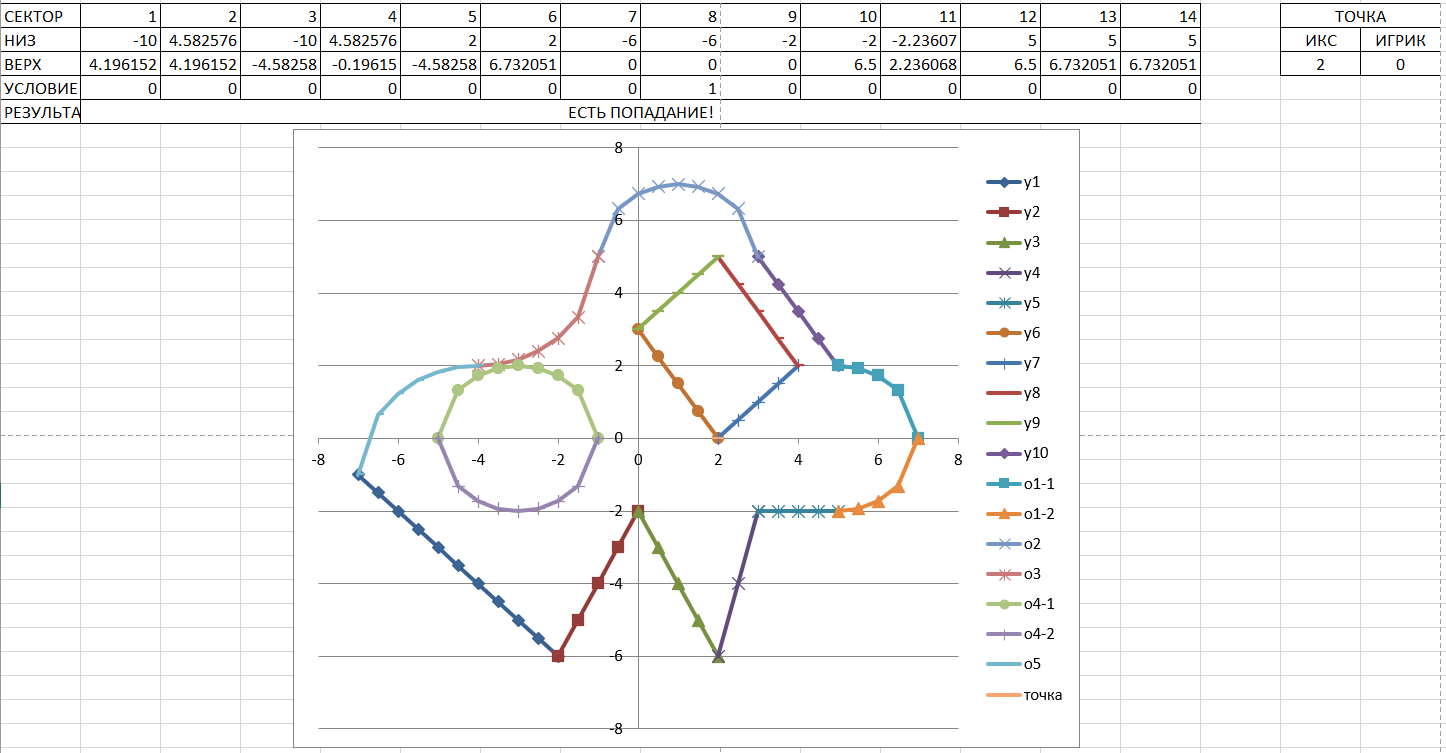 СЕКТОР 1 2 3 4 5 6 7 8 9 10 11 12 13 14 ТОЧКА
НИЗ -10 4.582576 -10 4.582576 2 2 -6 -6 -2 -2 -2.23607 5 5 5 ИКС ИГРИК
ВЕРХ 4.196152 4.196152 -4.58258 -0.19615 -4.58258 6.732051 0 0 0 6.5 2.236068 6.5 6.732051 6.732051 2 0
УСЛОВИЕ 0 0 0 0 0 0 0 1 0 0 0 0 0 0
РЕЗУЛЬТА ЕСТЬ ПОПАДАНИЕ!
8
6
4
2
0
-2
-4
-6
-8
-8 -6 -4 -2 0 2 4 6 8
y1
y2
y3
y4
y5
y6
y7
y8
y9
y10
o1-1
o1-2
o2
o3
o4-1
o4-2
o5
точка